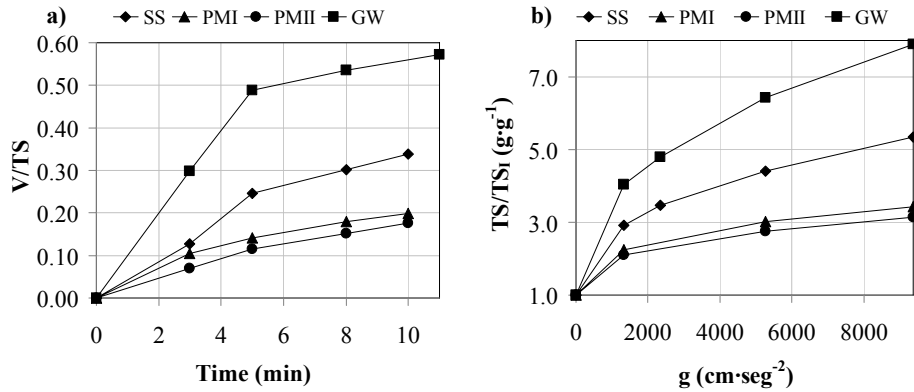 a)
SS PMI PMII GW
0.60
0.50
0.40
0.30
0.20
0.10
0.00
V/TS
0 2 4 6 8 10
Time (min)
b)
SS PMI PMII GW
7.0
5.0
3.0
1.0
TS/TSI (g·g-1)
0 2000 4000 6000 8000
g (cm·seg-2)